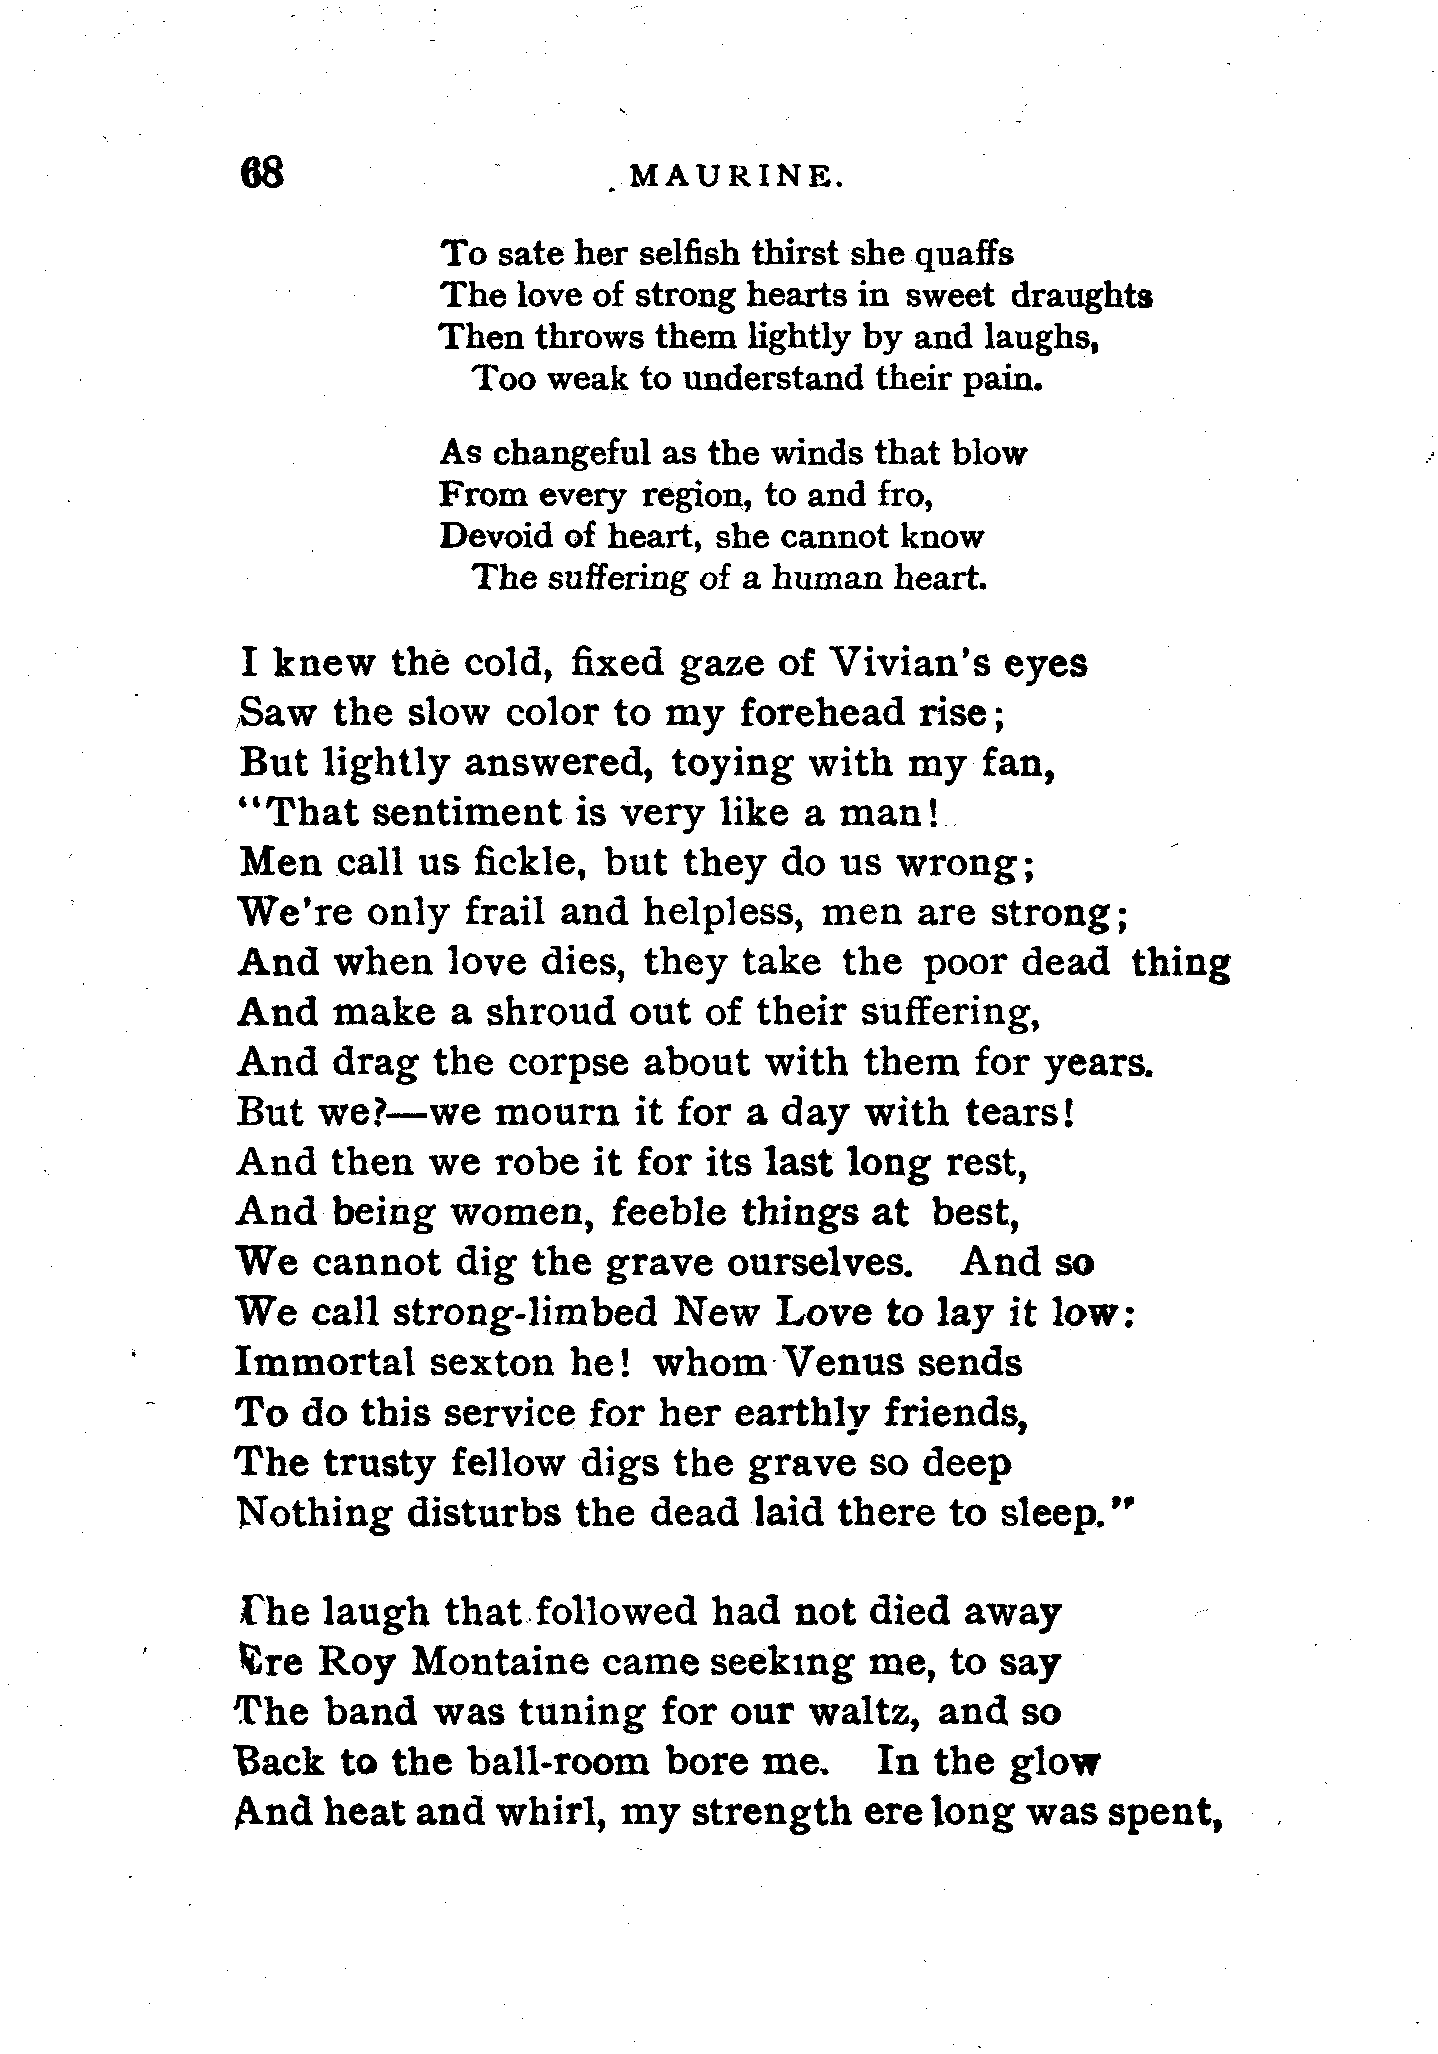 68 MAURINE.
To sate her selfish thirst she quaffs
The love of strong hearts in sweet draughts
Then throws them lightly by and laughs,
Too weak to understand their pain.
As changeful as the winds that blow
From every region, to and fro,
Devoid of heart, she cannot know
The suffering of a human heart.
I knew the cold, fixed gaze of Vivian's eyes
Saw the slow color to my forehead rise;
But lightly answered, toying with my fan,
"That sentiment is very like a man!
Men call us fickle, but they do us wrong;
We're only frail and helpless, men are strong;
And when love dies, they take the poor dead thing
And make a shroud out of their suffering,
And drag the corpse about with them for years.
But we?—we mourn it for a day with tears!
And then we robe it for its last long rest,
And being women, feeble things at best,
We cannot dig the grave ourselves. And so
We call strong-limbed New Love to lay it low:
Immortal sexton he! whom Venus sends
To do this service for her earthly friends,
The trusty fellow digs the grave so deep
Nothing disturbs the dead laid there to sleep."
The laugh that followed had not died away
Ere Roy Montaine came seeking me, to say
The band was tuning for our waltz, and so
Back to the ball-room bore me. In the glow
And heat and whirl, my strength ere long was spent,